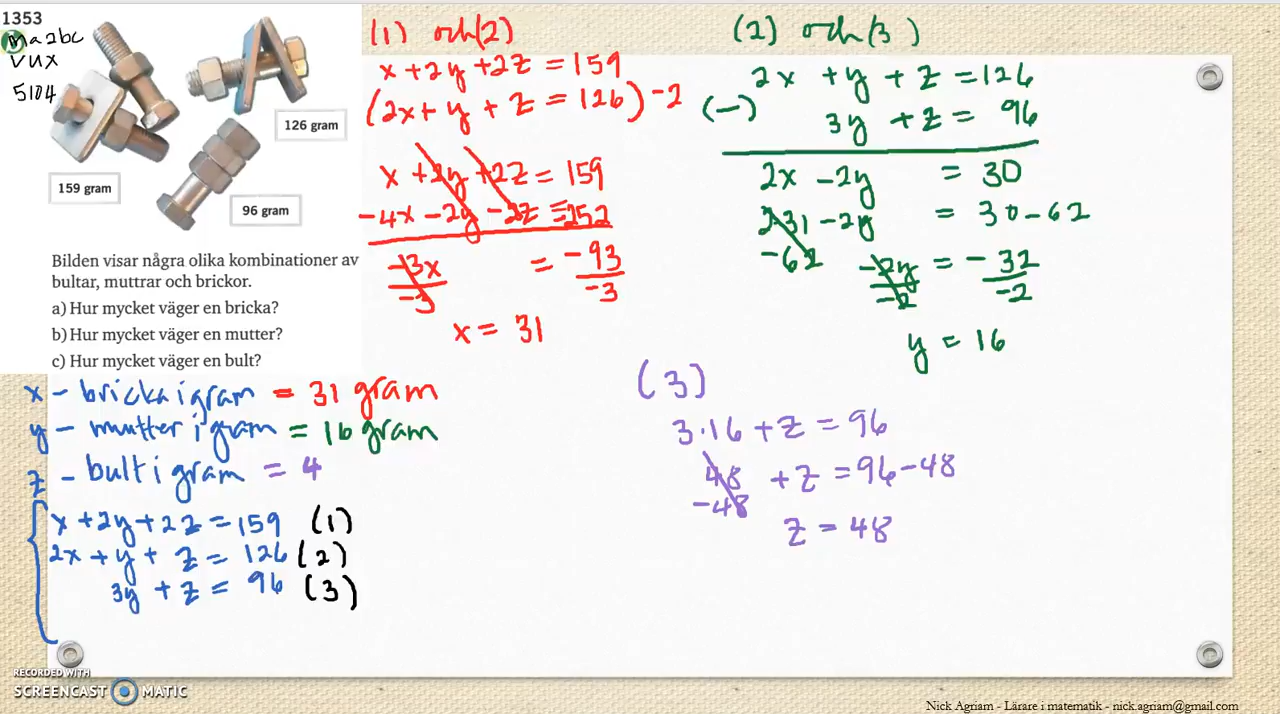 1353
ma2bc
vux
5104
126 gram
159 gram
96 gram
Bilden visar några olika kombinationer av
bultar, muttrar och brickor.
a) Hur mycket väger en bricka?
b) Hur mycket väger en mutter?
c) Hur mycket väger en bult?
x - bricka i gram = 31 gram
y - mutter i gram = 16 gram
z - bult i gram = 4
x + 2y + 2z = 159 (1)
2x + y + z = 126 (2)
3y + z = 96 (3)
(1) och (2)
x + 2y + 2z = 159
(2x + y + z = 126) -2
x + 2y + 2z = 159
-4x - 2y - 2z = -252
-3x = -93
-3 -3
x = 31
(2) och (3)
2x + y + z = 126
(-) 3y + z = 96
2x - 2y = 30
2·31 - 2y = 30 - 62
-62 -2y = -32
-2 -2
y = 16
(3)
3·16 + z = 96
48 + z = 96 - 48
-48
z = 48
RECORDED WITH
SCREENCAST MATIC
Nick Agriam - Lärare i matematik - nick.agriam@gmail.com